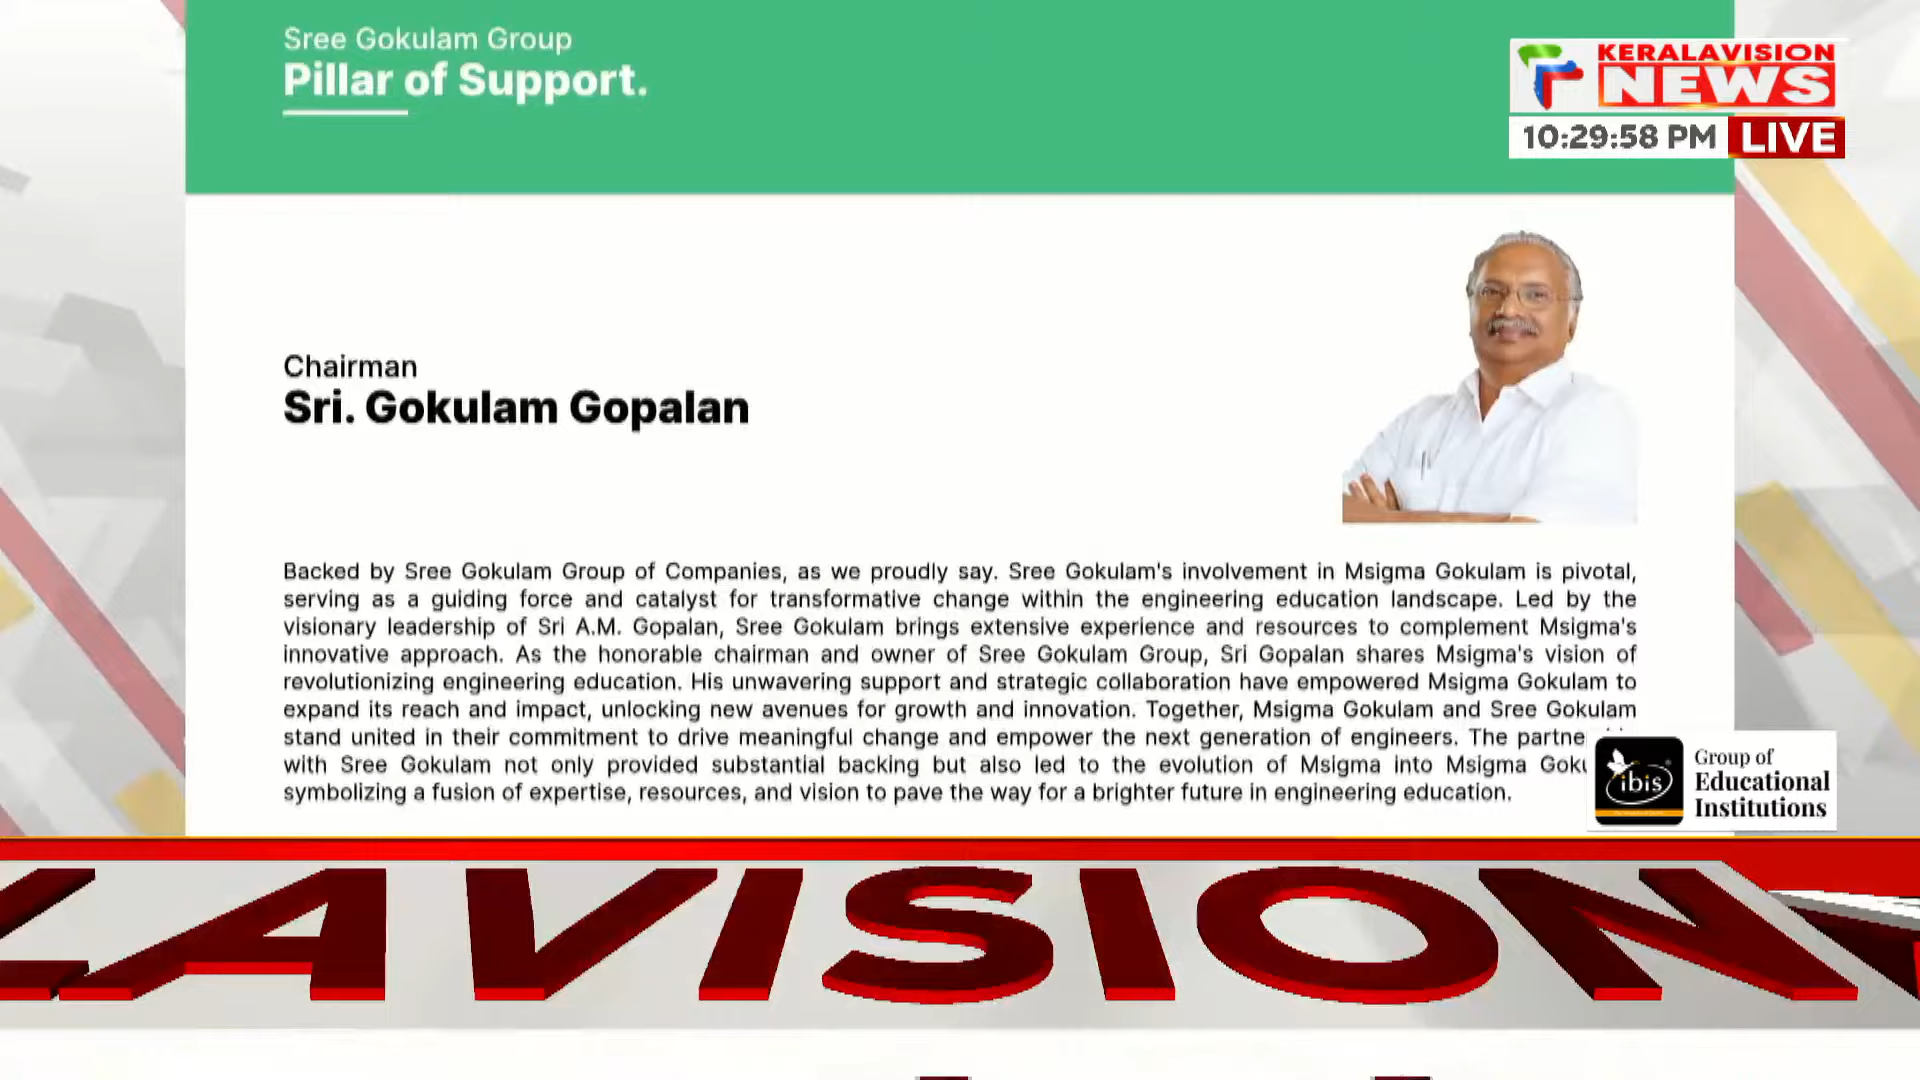 Sree Gokulam Group
Pillar of Support.
KERALAVISION
NEWS
10:29:58 PM LIVE
Chairman
Sri. Gokulam Gopalan
Backed by Sree Gokulam Group of Companies, as we proudly say. Sree Gokulam's involvement in Msigma Gokulam is pivotal,
serving as a guiding force and catalyst for transformative change within the engineering education landscape. Led by the
visionary leadership of Sri A.M. Gopalan, Sree Gokulam brings extensive experience and resources to complement Msigma's
innovative approach. As the honorable chairman and owner of Sree Gokulam Group, Sri Gopalan shares Msigma's vision of
revolutionizing engineering education. His unwavering support and strategic collaboration have empowered Msigma Gokulam to
expand its reach and impact, unlocking new avenues for growth and innovation. Together, Msigma Gokulam and Sree Gokulam
stand united in their commitment to drive meaningful change and empower the next generation of engineers. The
with Sree Gokulam not only provided substantial backing but also led to the evolution of Msigma into Msigma
symbolizing a fusion of expertise, resources, and vision to pave the way for a brighter future in engineering education.
ibis
Group of
Educational
Institutions
LAVISION